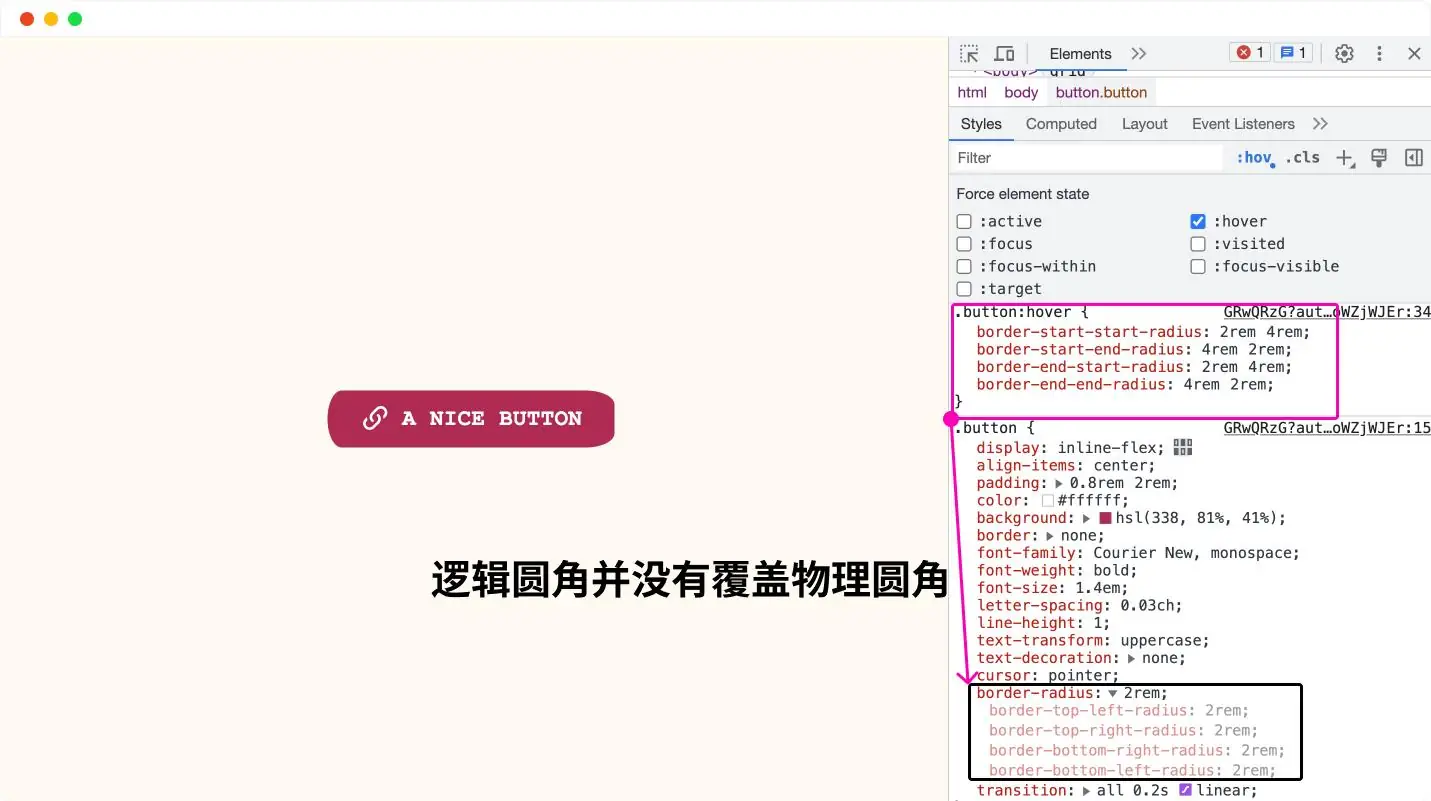 Elements
1
1
html body button.button
Styles Computed Layout Event Listeners
Filter
:hov .cls
Force element state
:active :hover
:focus :visited
:focus-within :focus-visible
:target
.button:hover { GRwQRzG?aut…oWZjWJEr:34
border-start-start-radius: 2rem 4rem;
border-start-end-radius: 4rem 2rem;
border-end-start-radius: 2rem 4rem;
border-end-end-radius: 4rem 2rem;
}
.button { GRwQRzG?aut…oWZjWJEr:15
display: inline-flex;
align-items: center;
padding: 0.8rem 2rem;
color: #ffffff;
background: hsl(338, 81%, 41%);
border: none;
font-family: Courier New, monospace;
font-weight: bold;
font-size: 1.4em;
letter-spacing: 0.03ch;
line-height: 1;
text-transform: uppercase;
text-decoration: none;
cursor: pointer;
border-radius: 2rem;
border-top-left-radius: 2rem;
border-top-right-radius: 2rem;
border-bottom-right-radius: 2rem;
border-bottom-left-radius: 2rem;
transition: all 0.2s linear;
A NICE BUTTON
逻辑圆角并没有覆盖物理圆角